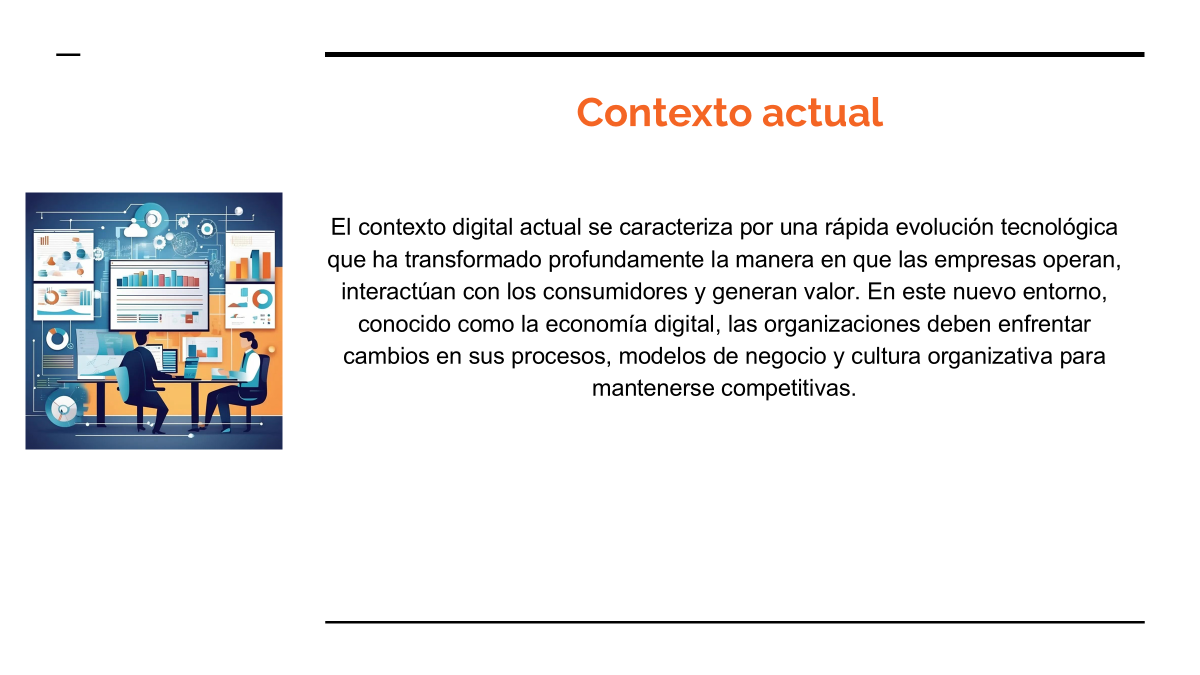 Contexto actual
El contexto digital actual se caracteriza por una rápida evolución tecnológica
que ha transformado profundamente la manera en que las empresas operan,
interactúan con los consumidores y generan valor. En este nuevo entorno,
conocido como la economía digital, las organizaciones deben enfrentar
cambios en sus procesos, modelos de negocio y cultura organizativa para
mantenerse competitivas.